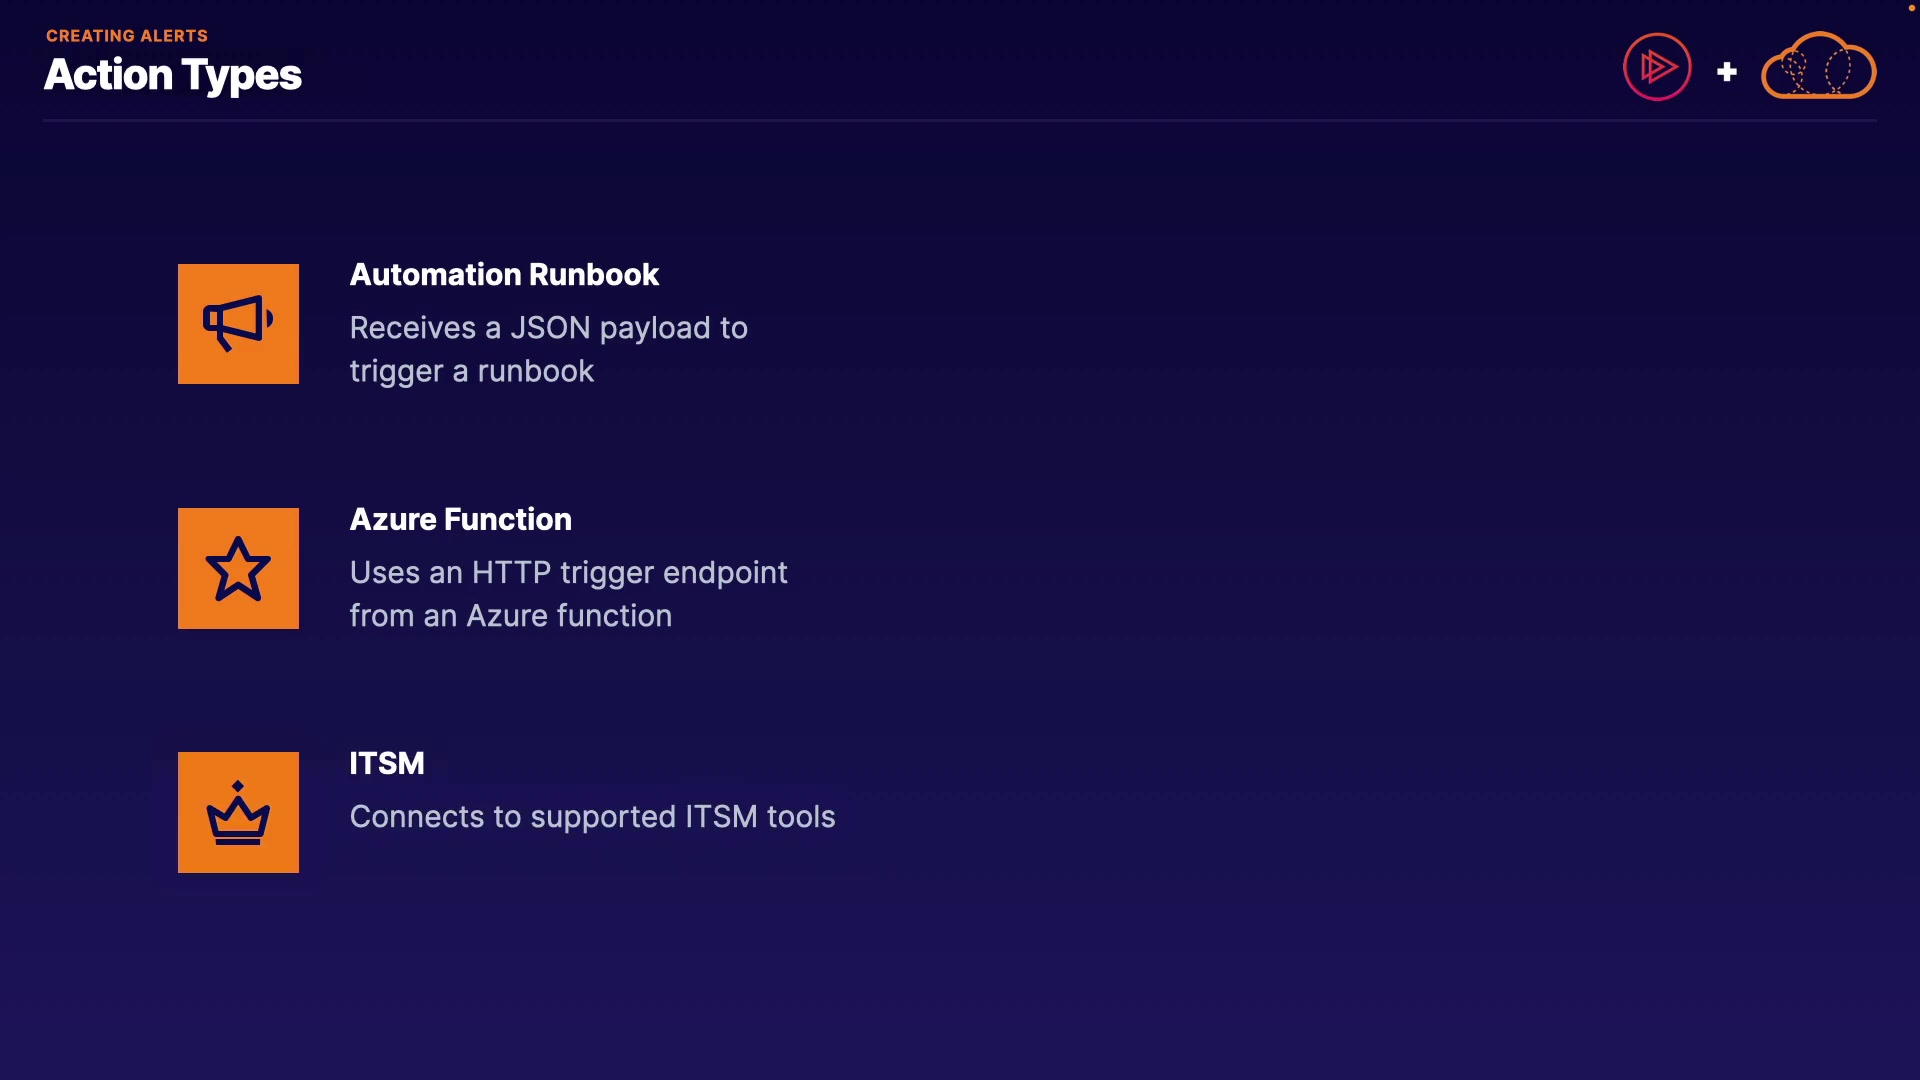 CREATING ALERTS
Action Types
Automation Runbook
Receives a JSON payload to
trigger a runbook
Azure Function
Uses an HTTP trigger endpoint
from an Azure function
ITSM
Connects to supported ITSM tools